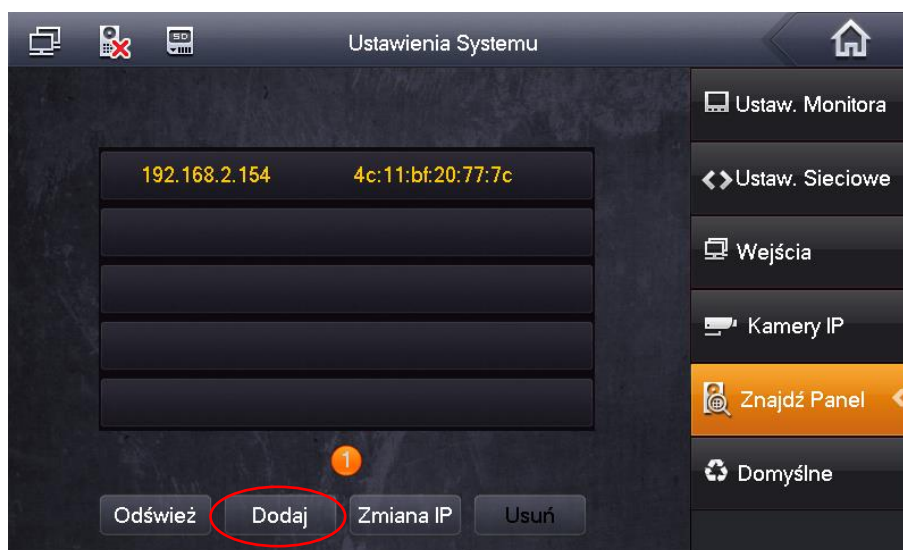 SD
Ustawienia Systemu
Ustaw. Monitora
192.168.2.154 4c:11:bf:20:77:7c
Ustaw. Sieciowe
Wejścia
Kamery IP
Znajdź Panel
1
Domyślne
Odśwież Dodaj Zmiana IP Usuń